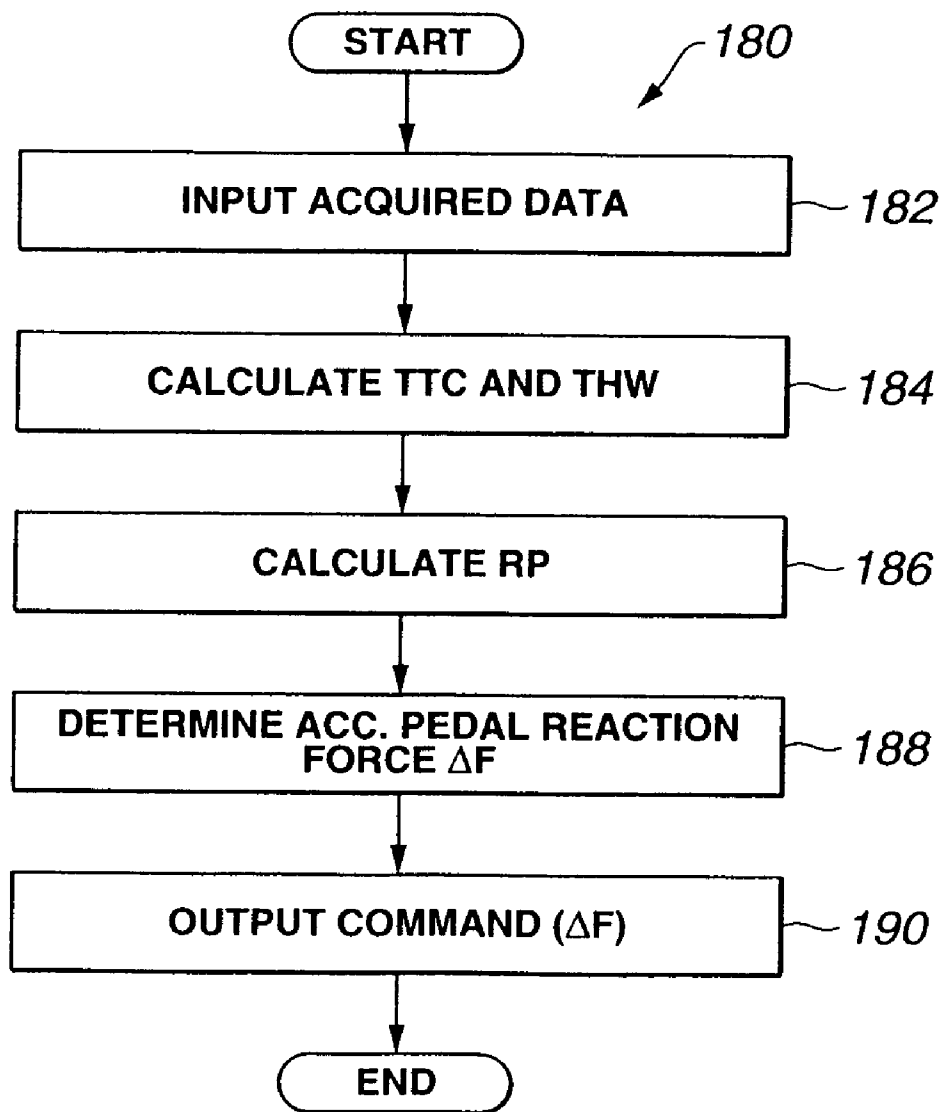 START
180
INPUT ACQUIRED DATA
182
CALCULATE TTC AND THW
184
CALCULATE RP
186
DETERMINE ACC. PEDAL REACTION
FORCE ΔF
188
OUTPUT COMMAND (ΔF)
190
END